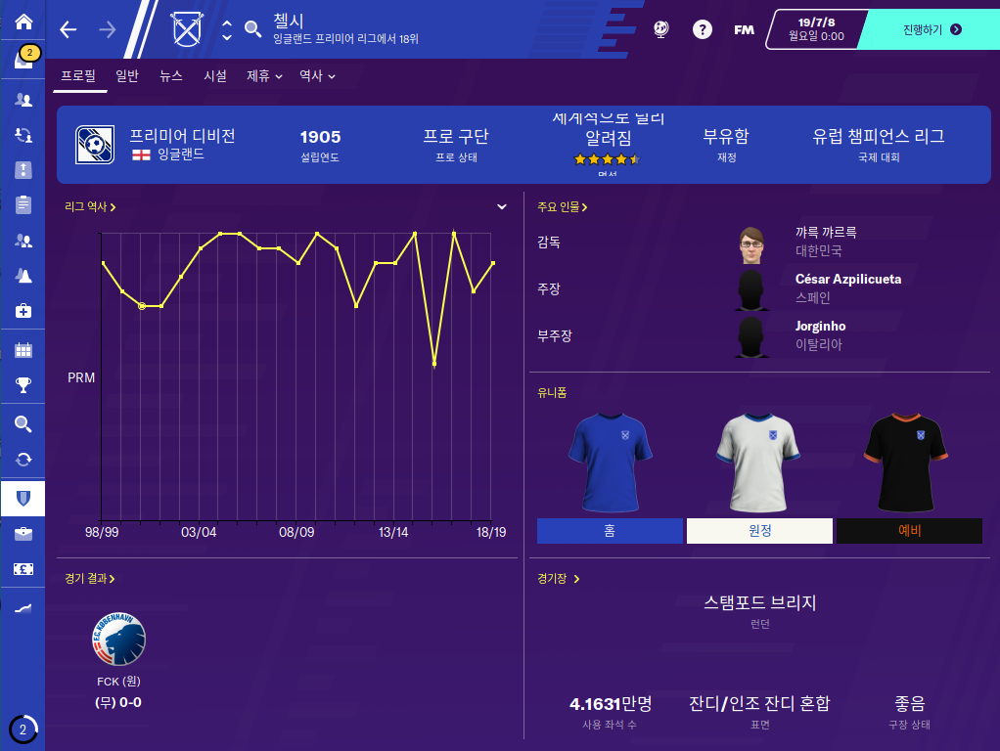 첼시
잉글랜드 프리미어 리그에서 18위
?
FM
19/7/8
월요일 0:00
진행하기
2
프로필 일반 뉴스 시설 제휴 역사
프리미어 디비전
잉글랜드
1905
설립연도
프로 구단
프로 상태
세계적으로 널리
알려짐
명성
부유함
재정
유럽 챔피언스 리그
국제 대회
리그 역사
PRM
98/99 03/04 08/09 13/14 18/19
주요 인물
감독
꺄륵 꺄르륵
대한민국
주장
César Azpilicueta
스페인
부주장
Jorginho
이탈리아
유니폼
홈 원정 예비
경기 결과
F.C. KØBENHAVN
FCK (원)
(무) 0-0
경기장
스탬포드 브리지
런던
4.1631만명
사용 좌석 수
잔디/인조 잔디 혼합
표면
좋음
구장 상태
£
2